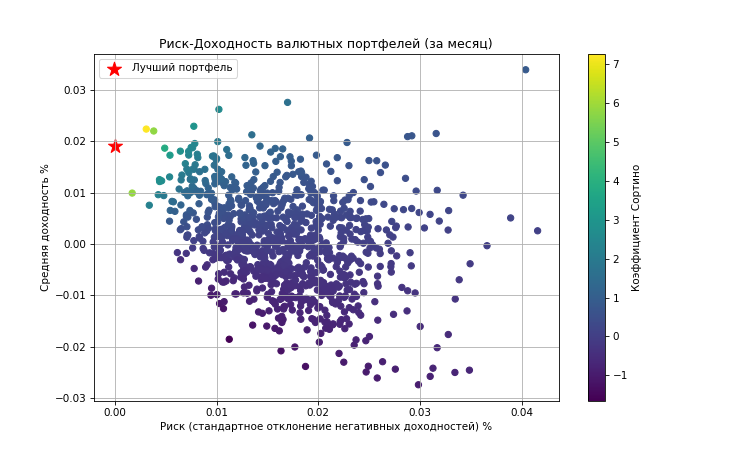 Риск-Доходность валютных портфелей (за месяц)
Лучший портфель
0.03
0.02
0.01
0.00
−0.01
−0.02
−0.03
Средняя доходность %
0.00 0.01 0.02 0.03 0.04
Риск (стандартное отклонение негативных доходностей) %
7
6
5
4
3
2
1
0
−1
Коэффициент Сортино